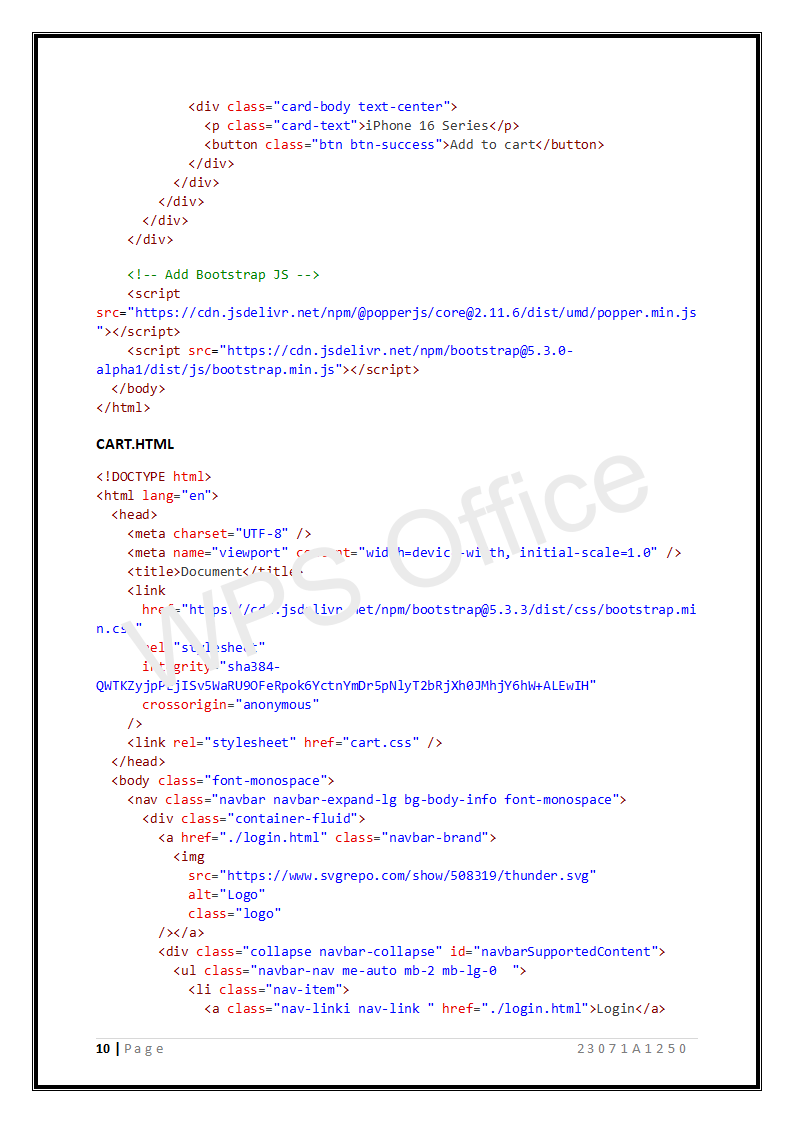 <div class="card-body text-center">
<p class="card-text">iPhone 16 Series</p>
<button class="btn btn-success">Add to cart</button>
</div>
</div>
</div>
</div>
</div>
<!-- Add Bootstrap JS -->
<script
src="https://cdn.jsdelivr.net/npm/@popperjs/core@2.11.6/dist/umd/popper.min.js
"></script>
<script src="https://cdn.jsdelivr.net/npm/bootstrap@5.3.0-
alpha1/dist/js/bootstrap.min.js"></script>
</body>
</html>
CART.HTML
<!DOCTYPE html>
<html lang="en">
<head>
<meta charset="UTF-8" />
<meta name="viewport" content="width=device-width, initial-scale=1.0" />
<title>Document</title>
<link
href="https://cdn.jsdelivr.net/npm/bootstrap@5.3.3/dist/css/bootstrap.mi
n.css"
rel="stylesheet"
integrity="sha384-
QWTKZyjpPEjISv5WaRU9OFeRpok6YctnYmDr5pNlyT2bRjXh0JMhjY6hW+ALEwIH"
crossorigin="anonymous"
/>
<link rel="stylesheet" href="cart.css" />
</head>
<body class="font-monospace">
<nav class="navbar navbar-expand-lg bg-body-info font-monospace">
<div class="container-fluid">
<a href="./login.html" class="navbar-brand">
<img
src="https://www.svgrepo.com/show/508319/thunder.svg"
alt="Logo"
class="logo"
/></a>
<div class="collapse navbar-collapse" id="navbarSupportedContent">
<ul class="navbar-nav me-auto mb-2 mb-lg-0  ">
<li class="nav-item">
<a class="nav-linki nav-link " href="./login.html">Login</a>
10 | Page 23071A1250
WPS Office